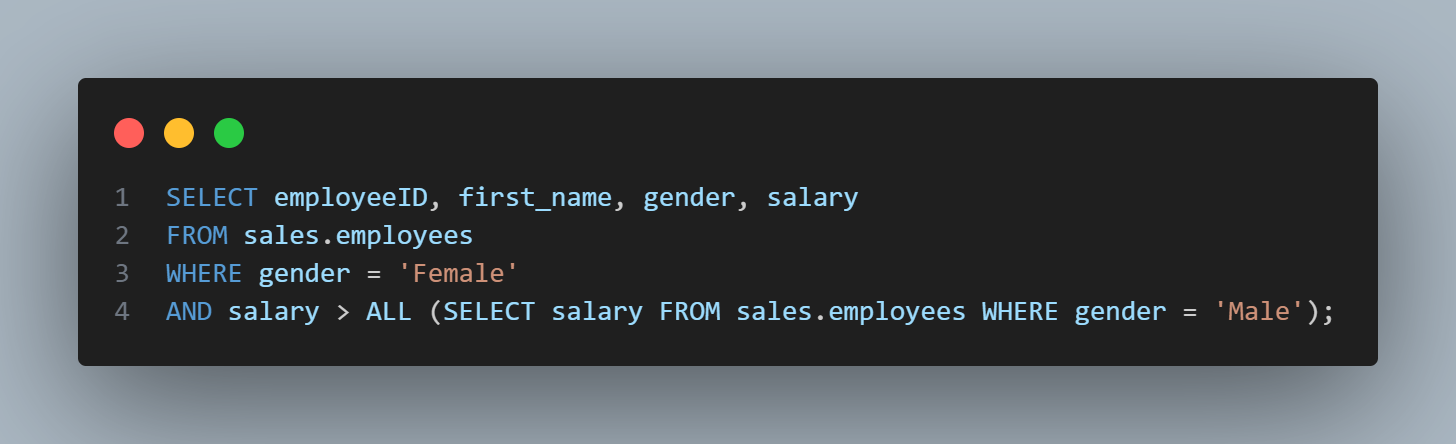 1 SELECT employeeID, first_name, gender, salary
2 FROM sales.employees
3 WHERE gender = 'Female'
4 AND salary > ALL (SELECT salary FROM sales.employees WHERE gender = 'Male');